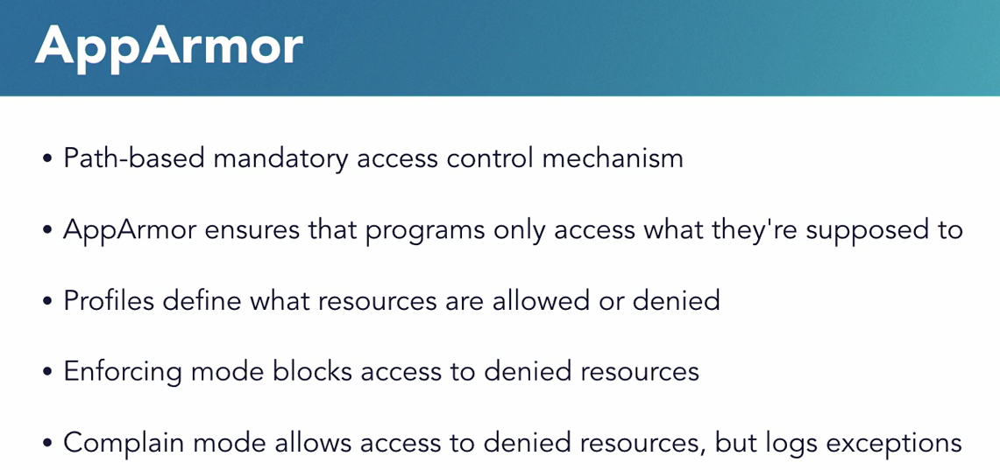 AppArmor
• Path-based mandatory access control mechanism
• AppArmor ensures that programs only access what they're supposed to
• Profiles define what resources are allowed or denied
• Enforcing mode blocks access to denied resources
• Complain mode allows access to denied resources, but logs exceptions